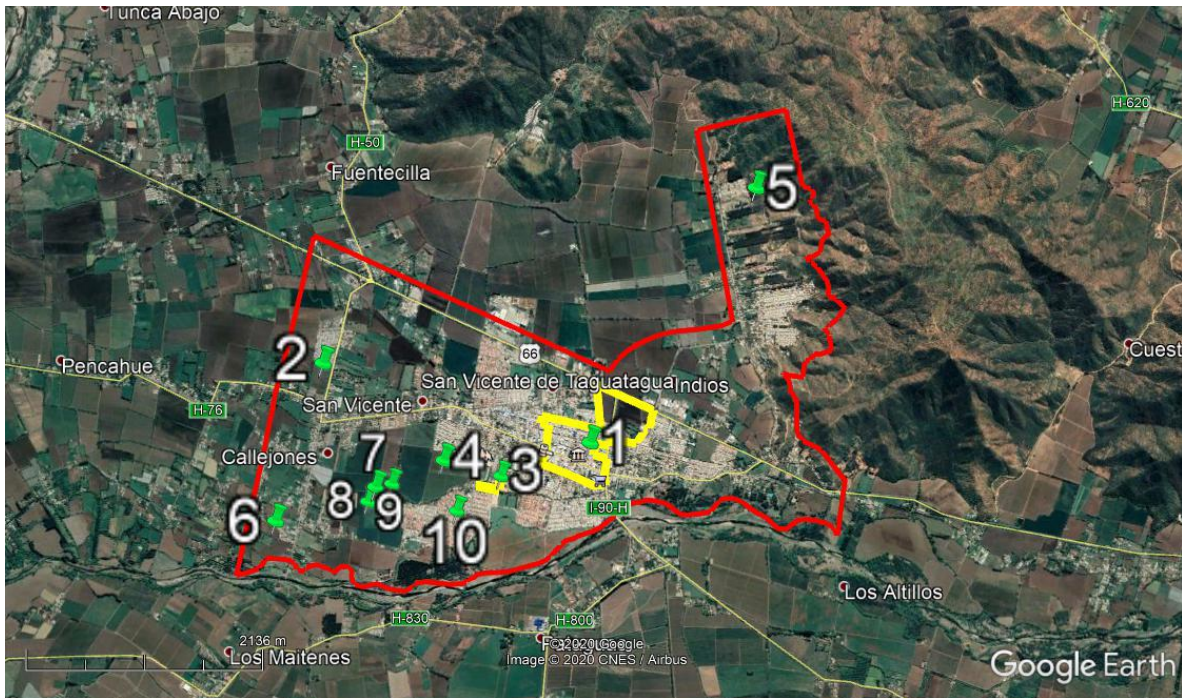 Tunca Abajo
H-620
H-50
Fuentecilla
5
2
66
Pencahue
Cuest
San Vicente de Taguatagua
Indios
H-76
San Vicente
1
7
4
3
Callejones
8
9
6
10
I-90-H
Los Altillos
H-830
H-800
2136 m
Los Maitenes
©2020 Google
Image © 2020 CNES / Airbus
Google Earth